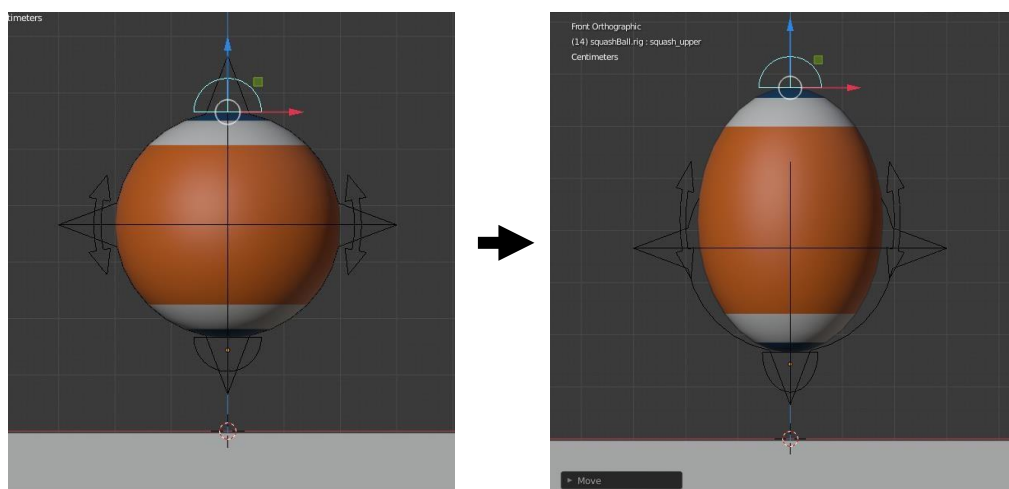 timeters
Front Orthographic
(14) squashBall.rig : squash_upper
Centimeters
Move